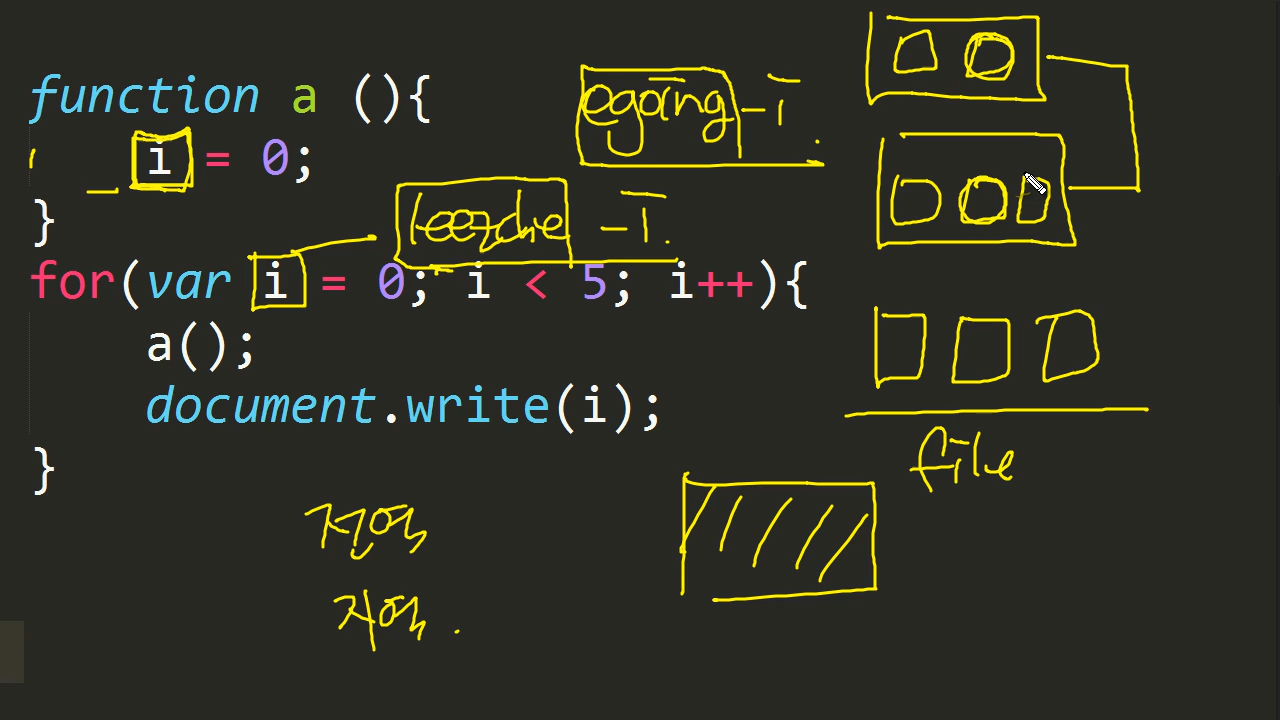 function a (){
i = 0;
}
for(var i = 0; i < 5; i++){
a();
document.write(i);
}
egoing - T.
leezche - T.
file
전역
지역.